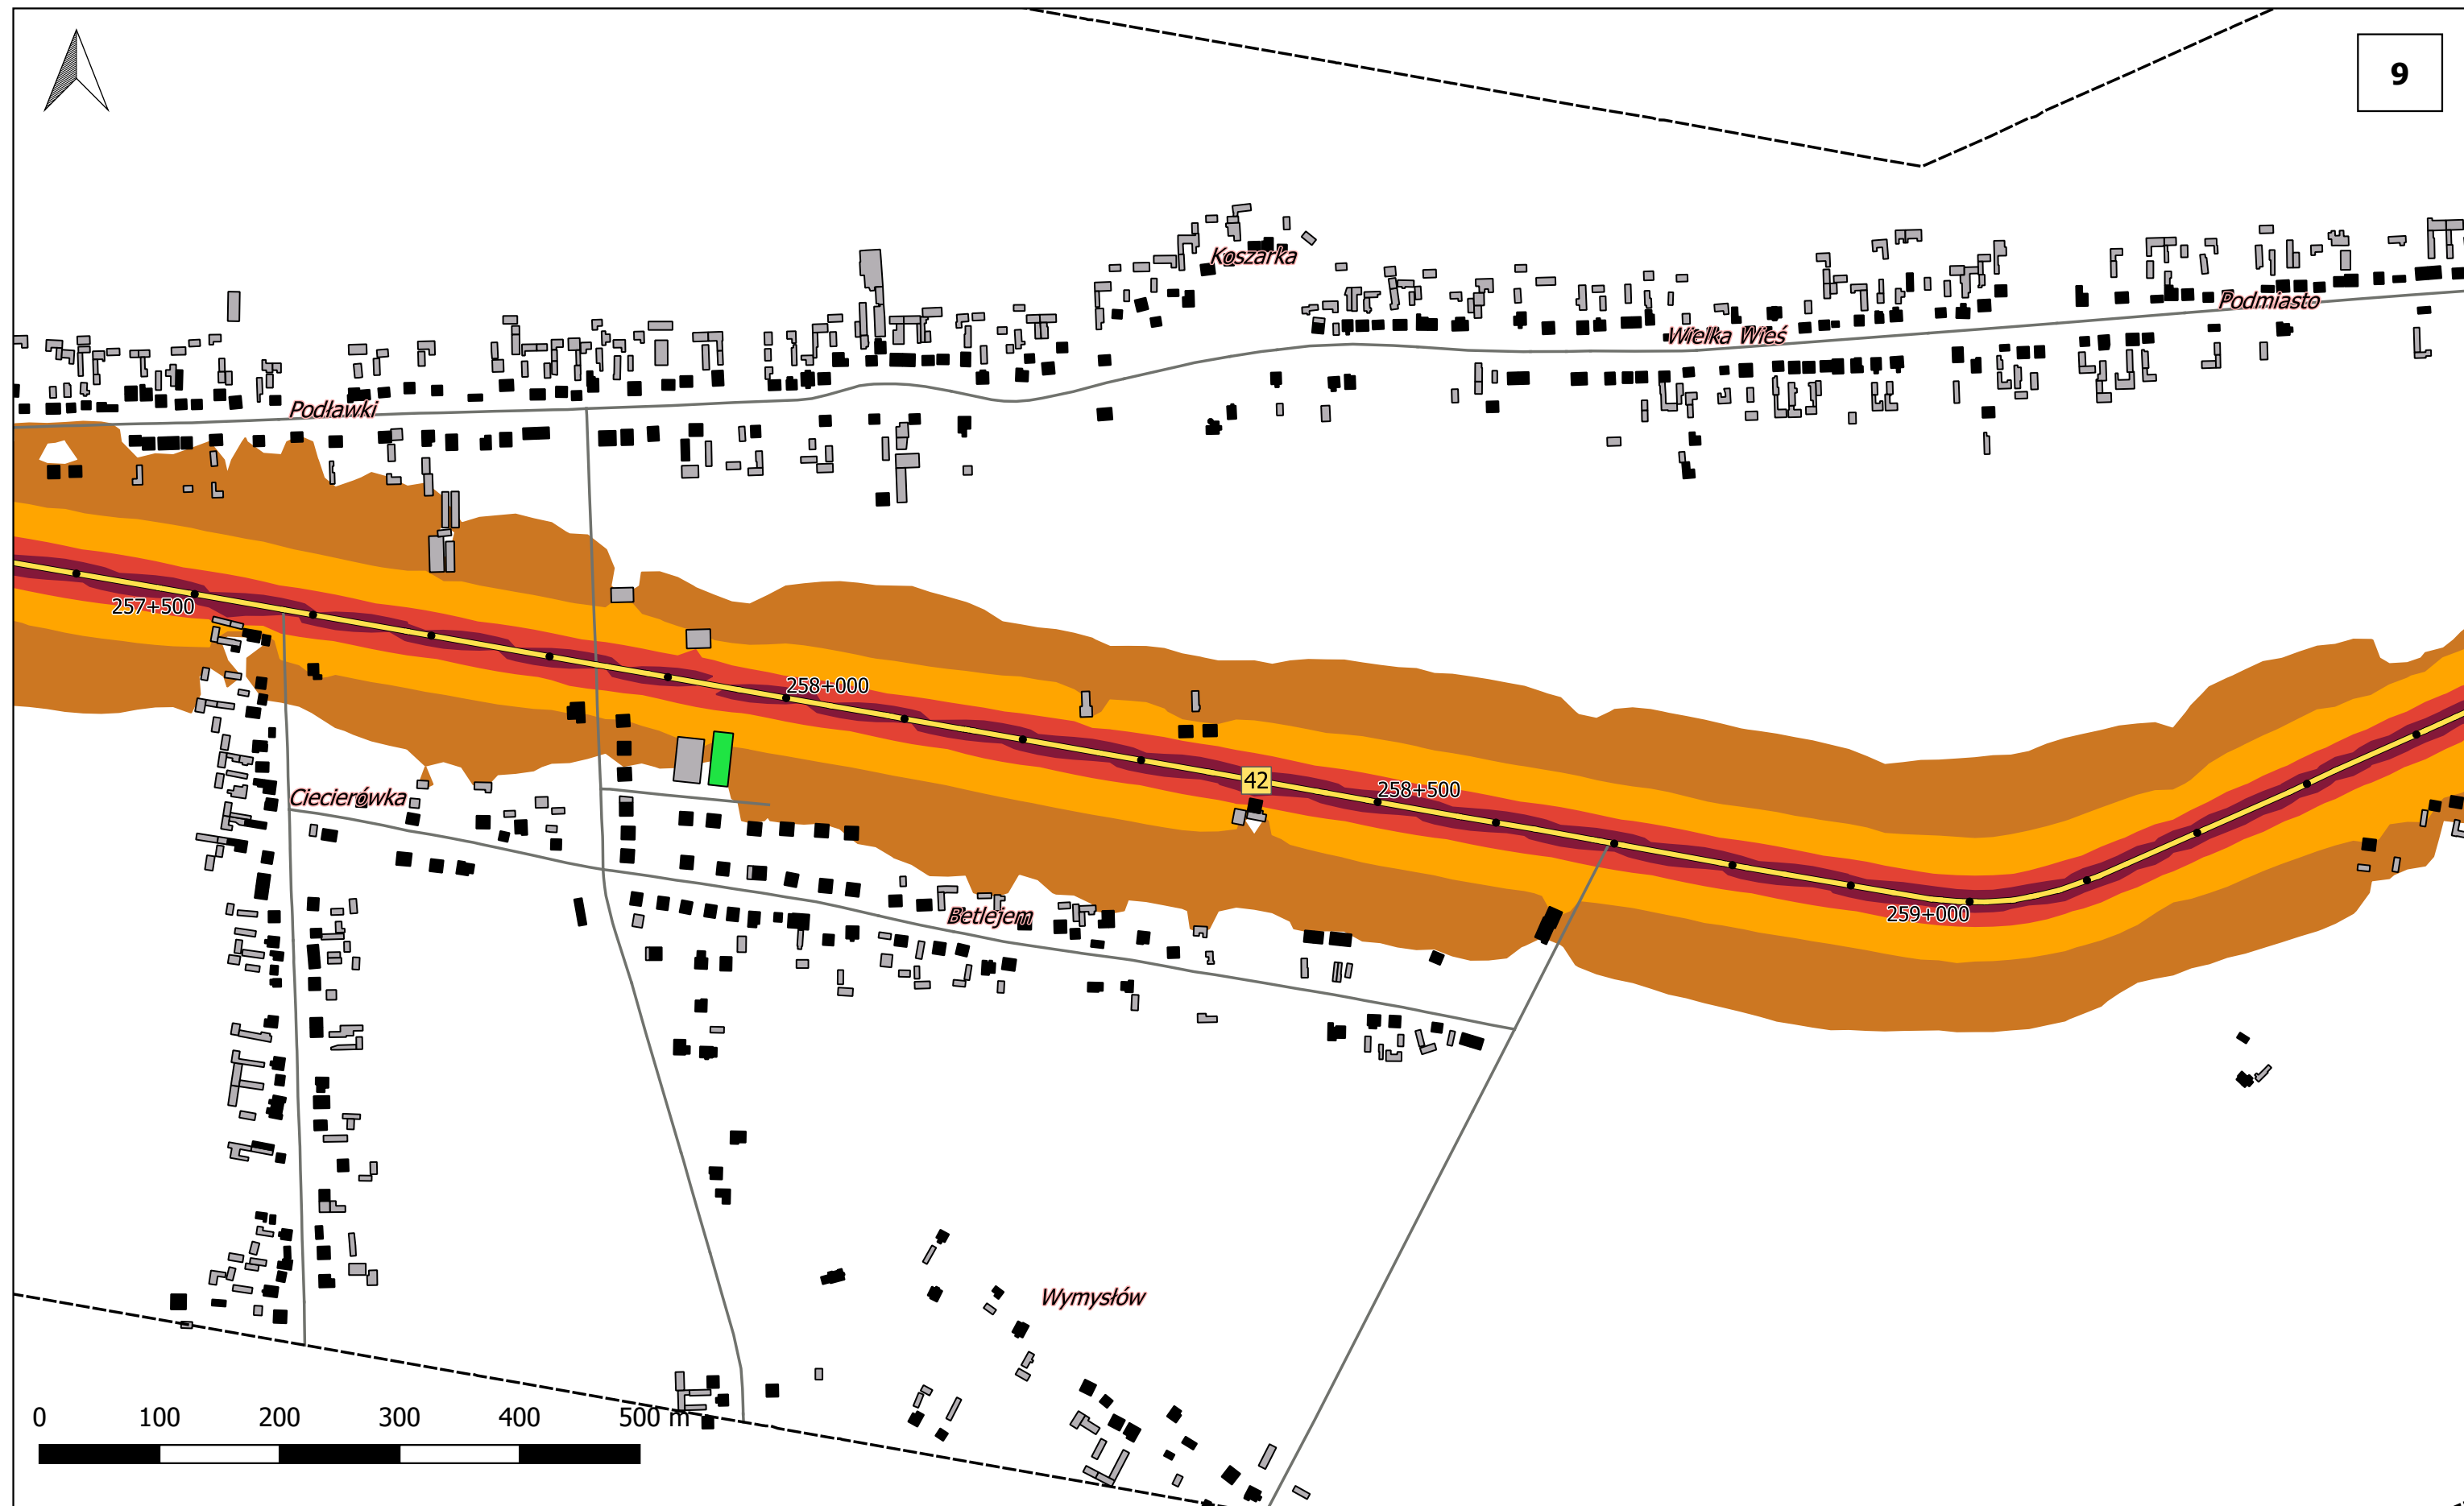 9
Koszarka
Podmiasto
Wielka Wieś
Podławki
257+500
258+000
42
258+500
Ciecierówka
259+000
Betlejem
Wymysłów
0 100 200 300 400 500 m